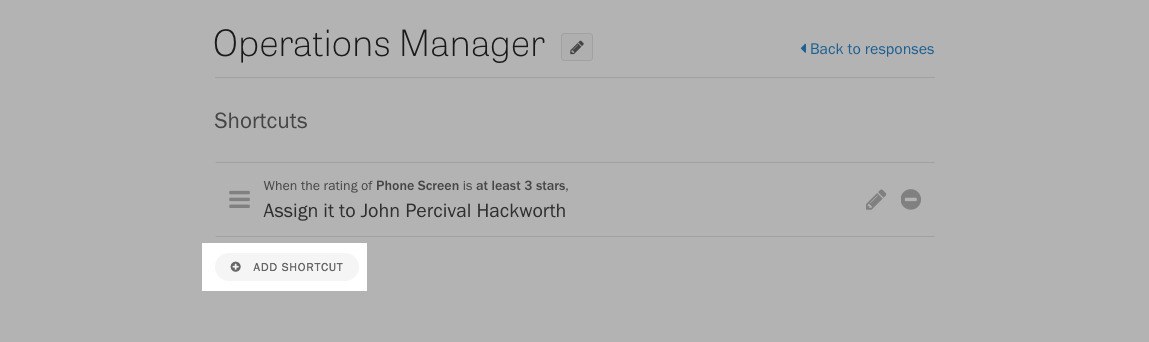 Operations Manager
Back to responses
Shortcuts
When the rating of Phone Screen is at least 3 stars,
Assign it to John Percival Hackworth
ADD SHORTCUT